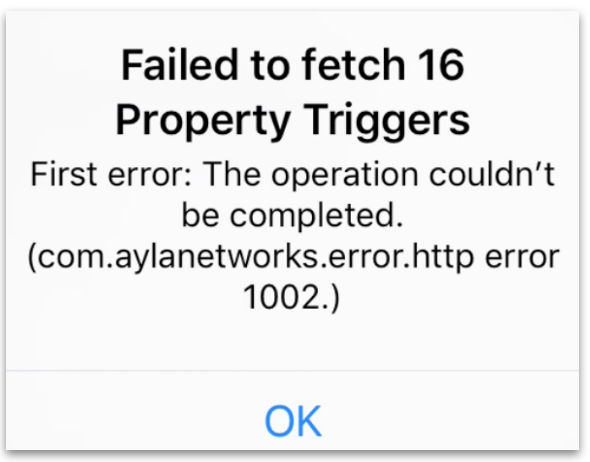 Failed to fetch 16
Property Triggers
First error: The operation couldn’t
be completed.
(com.aylanetworks.error.http error
1002.)
OK